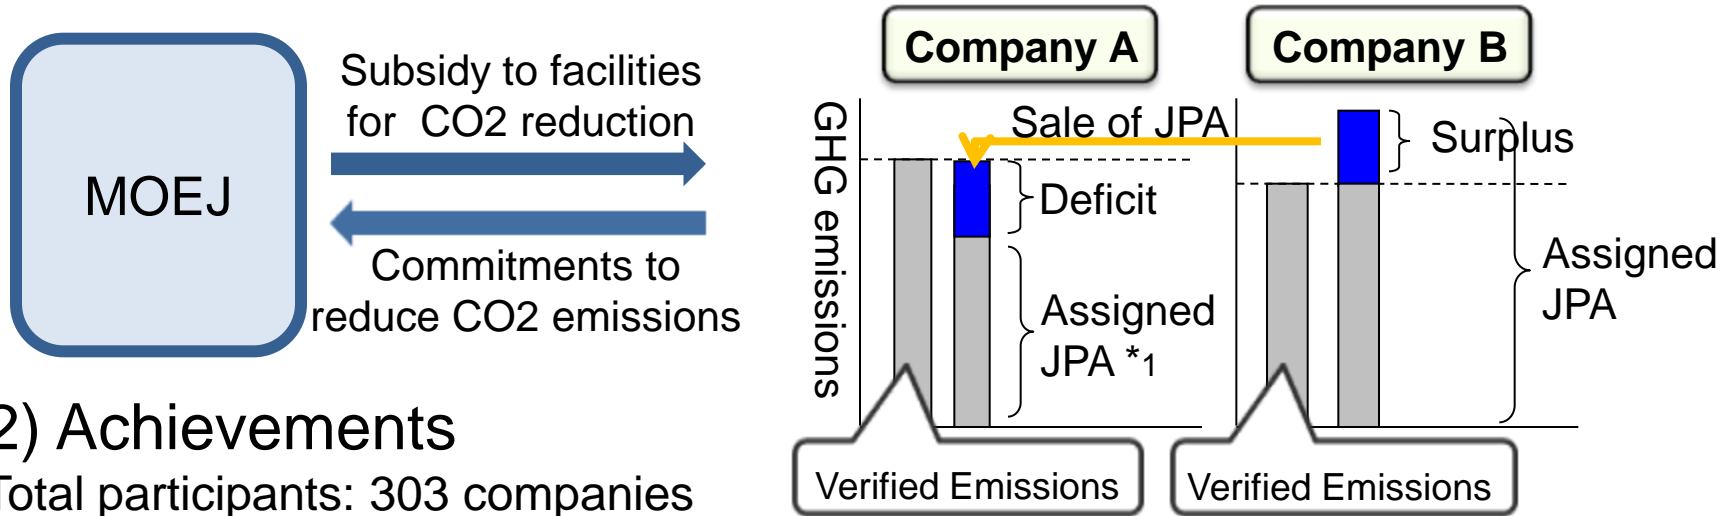 MOEJ
Subsidy to facilities
for CO2 reduction
Commitments to
reduce CO2 emissions
Company A
Company B
GHG emissions
Sale of JPA
Deficit
Assigned
JPA *1
Surplus
Assigned
JPA
Verified Emissions
Verified Emissions
2) Achievements
Total participants: 303 companies